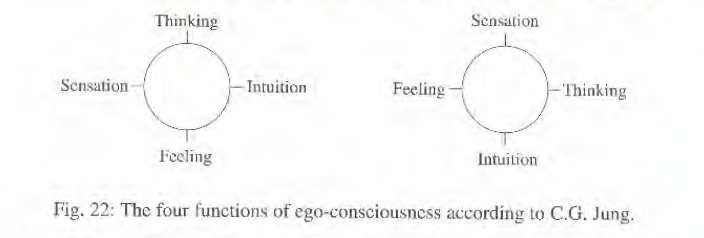 Thinking
Sensation
Intuition
Feeling
Sensation
Feeling
Thinking
Intuition
Fig. 22: The four functions of ego-consciousness according to C.G. Jung.